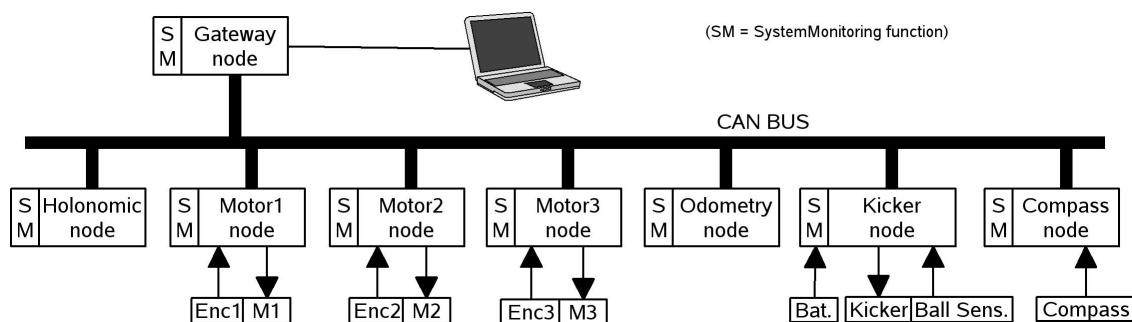 S Gateway
M node
(SM = SystemMonitoring function)
CAN BUS
S Holonomic
M node
S Motor1
M node
S Motor2
M node
S Motor3
M node
S Odometry
M node
S Kicker
M node
S Compass
M node
Enc1 M1
Enc2 M2
Enc3 M3
Bat.
Kicker Ball Sens.
Compass